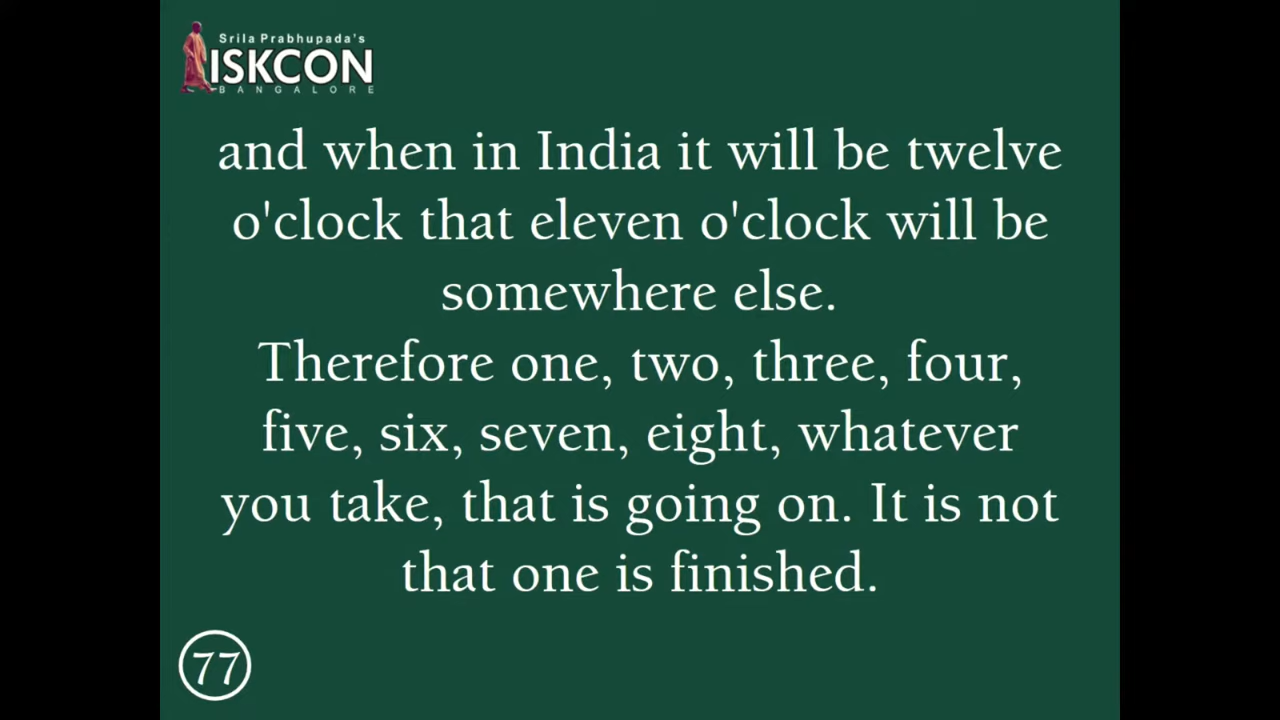 Srila Prabhupada's
ISKCON
BANGALORE
and when in India it will be twelve
o'clock that eleven o'clock will be
somewhere else.
Therefore one, two, three, four,
five, six, seven, eight, whatever
you take, that is going on. It is not
that one is finished.
77